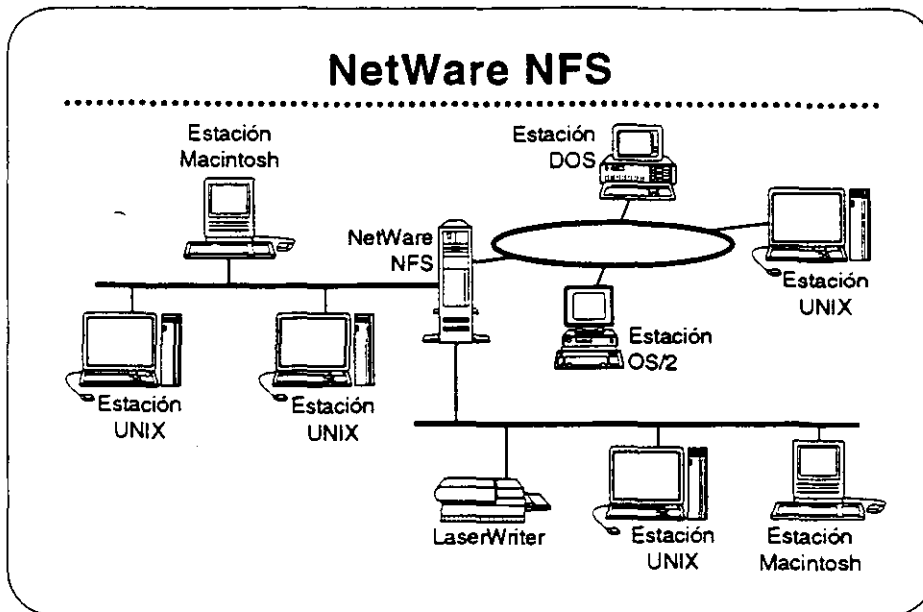 NetWare NFS
Estación
Macintosh
Estación
DOS
NetWare
NFS
Estación
UNIX
Estación
OS/2
Estación
UNIX
Estación
UNIX
LaserWriter
Estación
UNIX
Estación
Macintosh